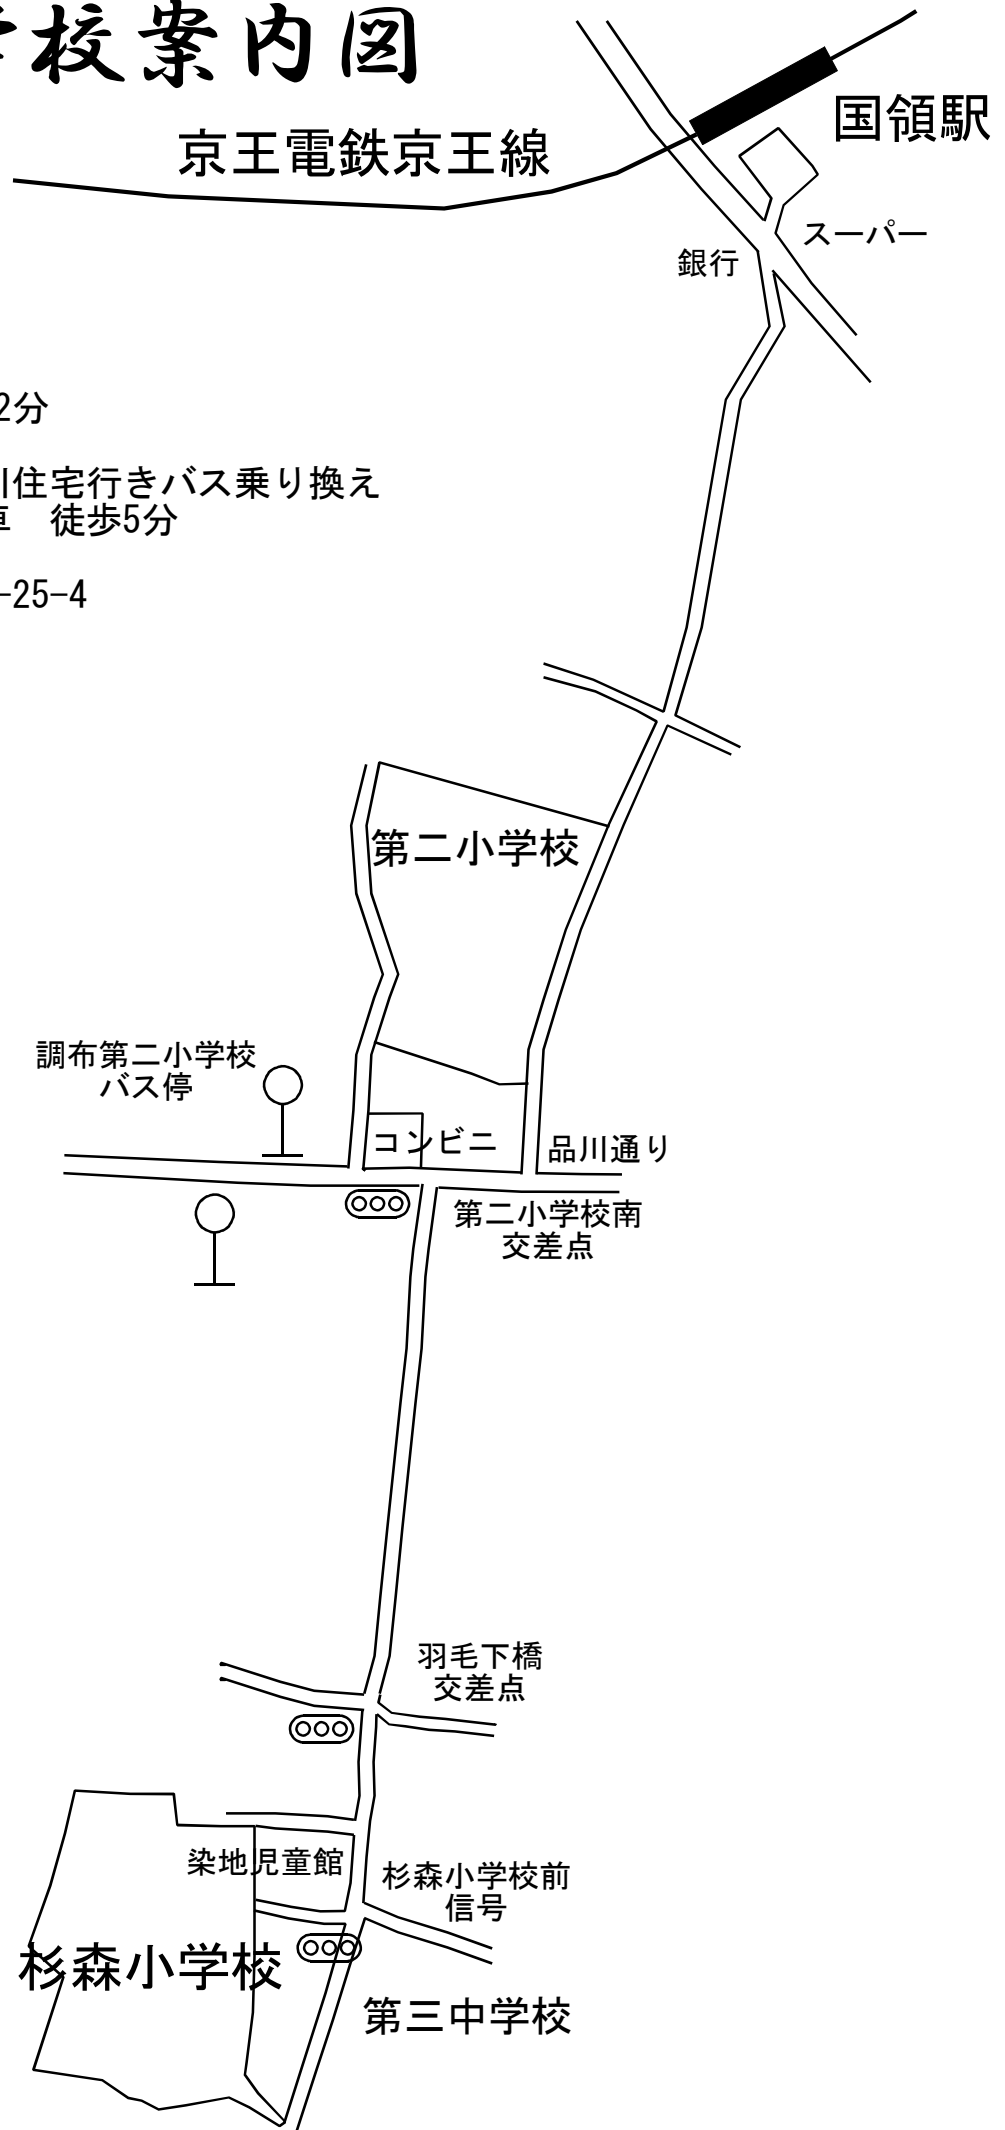 学校案内図
京王電鉄京王線
国領駅
スーパー
銀行
2分
川住宅行きバス乗り換え
車 徒歩5分
-25-4
第二小学校
調布第二小学校
バス停
コンビニ
品川通り
第二小学校南
交差点
羽毛下橋
交差点
染地児童館
杉森小学校前
信号
杉森小学校
第三中学校